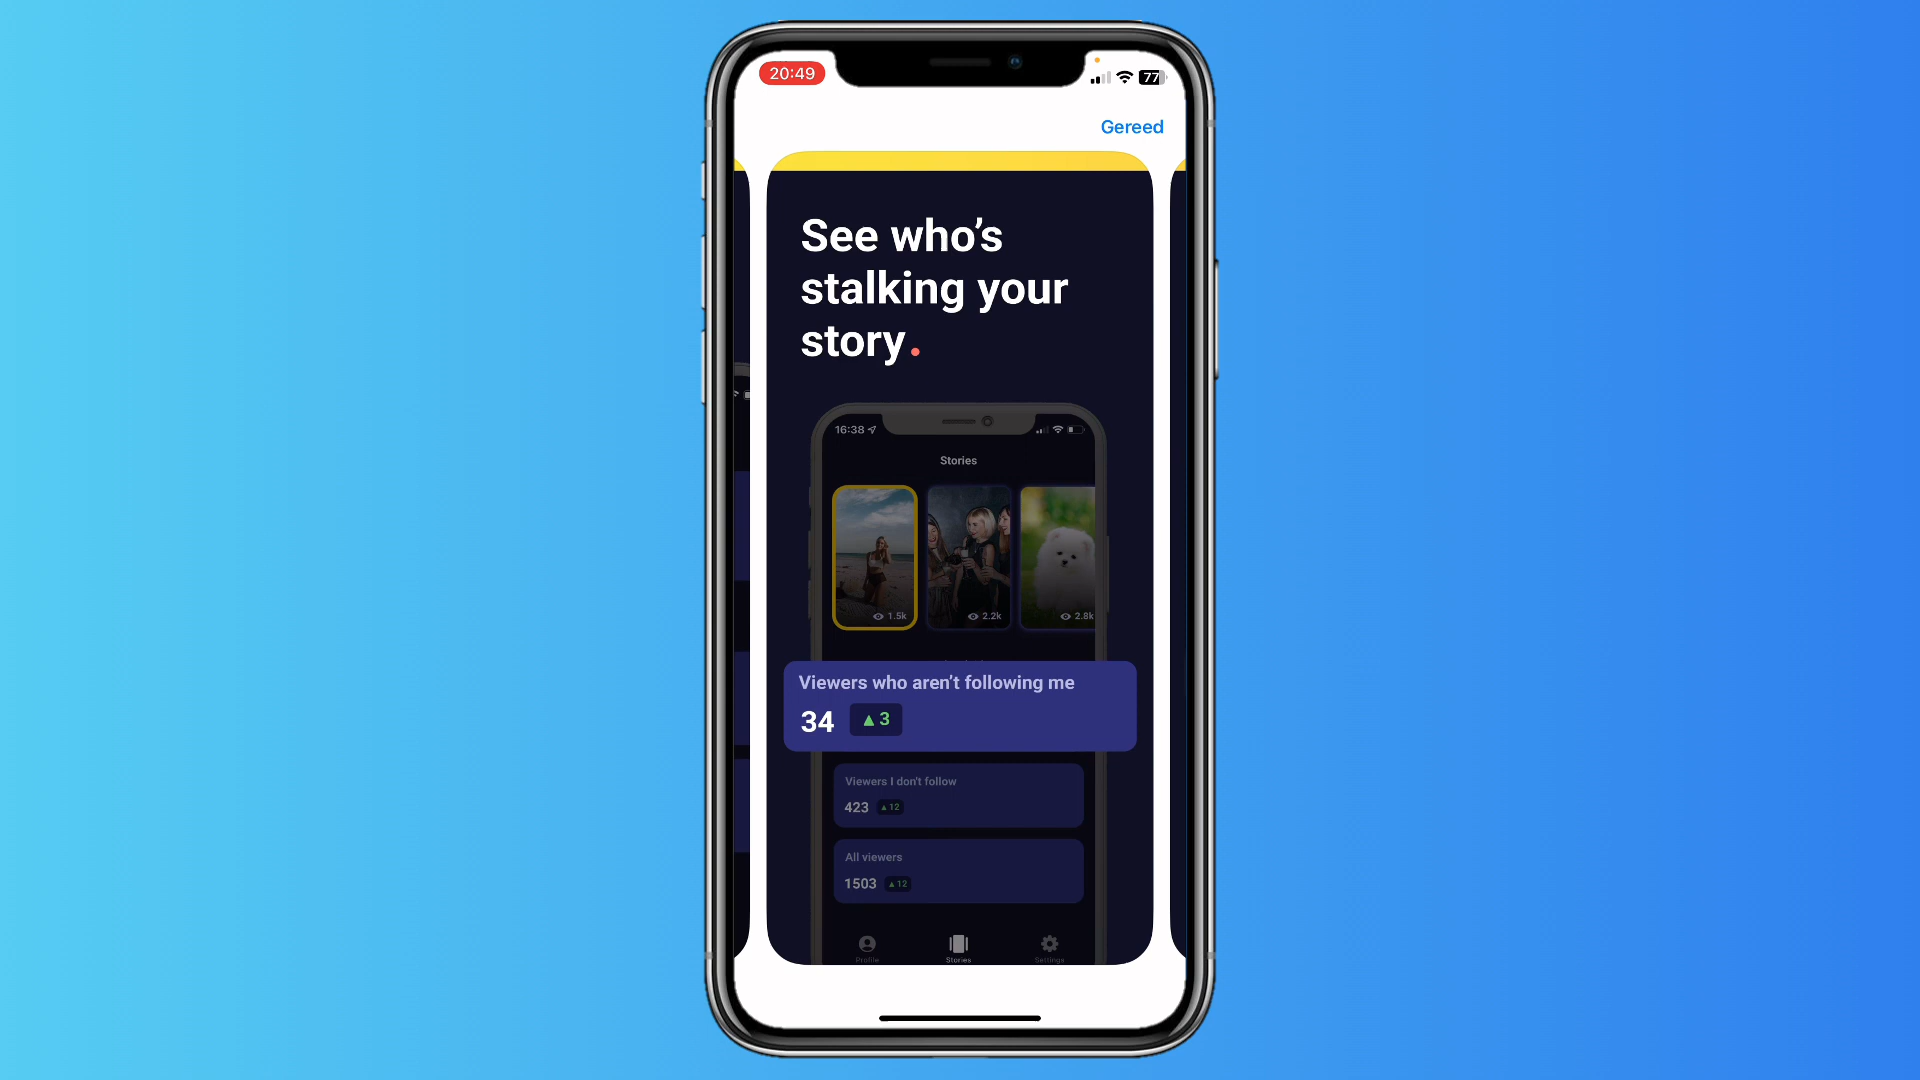 20:49
77
Gereed
See who's
stalking your
story.
16:38
Stories
1.5k
2.2k
2.8k
Viewers who aren't following me
34 ▲3
Viewers I don't follow
423 ▲12
All viewers
1503 ▲12
Profile
Stories
Settings